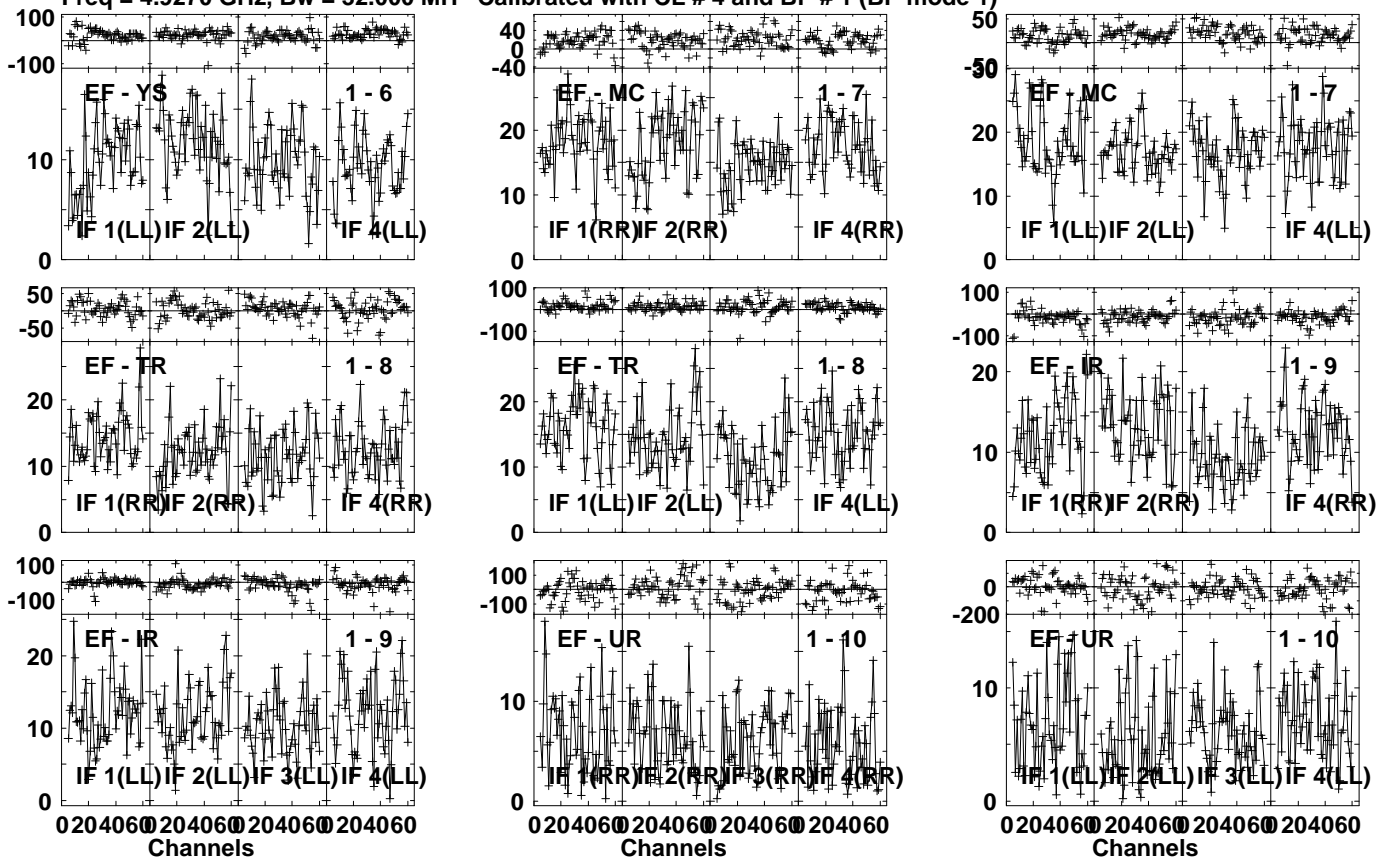 Freq = 4.9270 GHz, Bw = 32.000 MH Calibrated with CL # 4 and BP # 1 (BP mode 1)
100
-100
EF - YS 1 - 6
10
IF 1(LL) IF 2(LL) IF 4(LL)
0
40
0
-40
EF - MC 1 - 7
20
10
IF 1(RR) IF 2(RR) IF 4(RR)
0
50
-50
30
EF - MC 1 - 7
20
10
IF 1(LL) IF 2(LL) IF 4(LL)
0
50
-50
EF - TR 1 - 8
20
10
IF 1(RR) IF 2(RR) IF 4(RR)
0
100
-100
EF - TR 1 - 8
20
10
IF 1(LL) IF 2(LL) IF 4(LL)
0
100
-100
EF - IR 1 - 9
20
10
IF 1(RR) IF 2(RR) IF 4(RR)
0
100
-100
EF - IR 1 - 9
20
10
IF 1(LL) IF 2(LL) IF 3(LL) IF 4(LL)
0
0 20 40 60 0 20 40 60 0 20 40 60 0 20 40 60
Channels
100
-100
EF - UR 1 - 10
10
IF 1(RR) IF 2(RR) IF 3(RR) IF 4(RR)
0
0 20 40 60 0 20 40 60 0 20 40 60 0 20 40 60
Channels
0
-200
EF - UR 1 - 10
10
IF 1(LL) IF 2(LL) IF 3(LL) IF 4(LL)
0
0 20 40 60 0 20 40 60 0 20 40 60 0 20 40 60
Channels